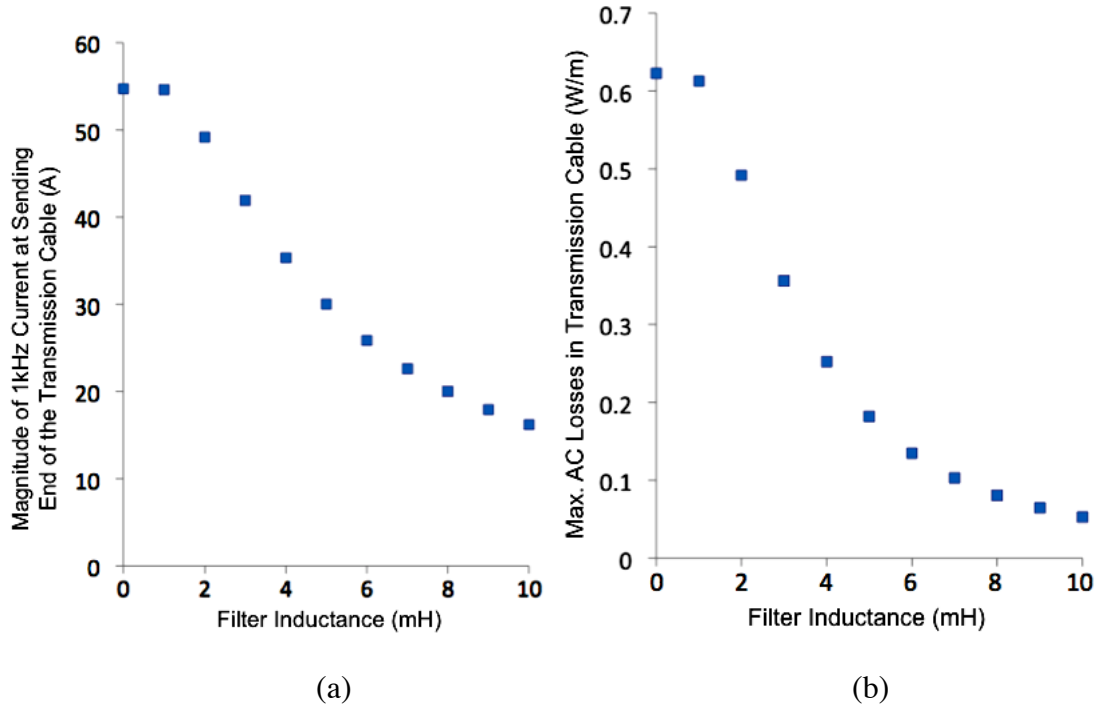 60
50
40
30
20
10
0
0 2 4 6 8 10
Magnitude of 1kHz Current at Sending
End of the Transmission Cable (A)
Filter Inductance (mH)
(a)
0.7
0.6
0.5
0.4
0.3
0.2
0.1
0
0 2 4 6 8 10
Max. AC Losses in Transmission Cable (W/m)
Filter Inductance (mH)
(b)